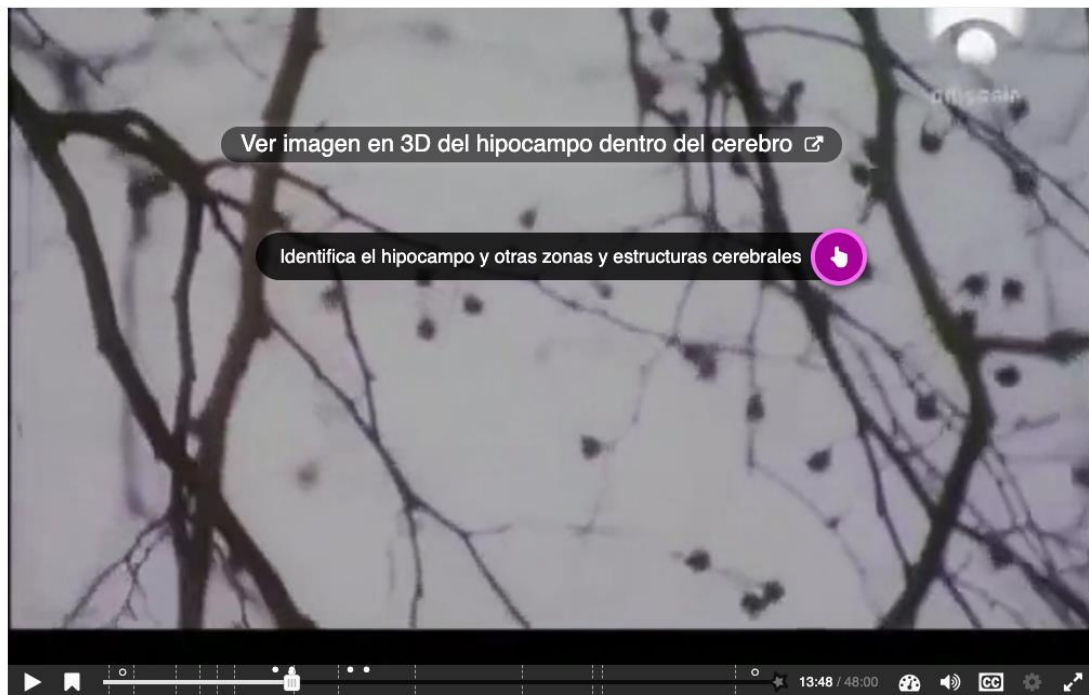 Ver imagen en 3D del hipocampo dentro del cerebro
Identifica el hipocampo y otras zonas y estructuras cerebrales
13:48 / 48:00
CC